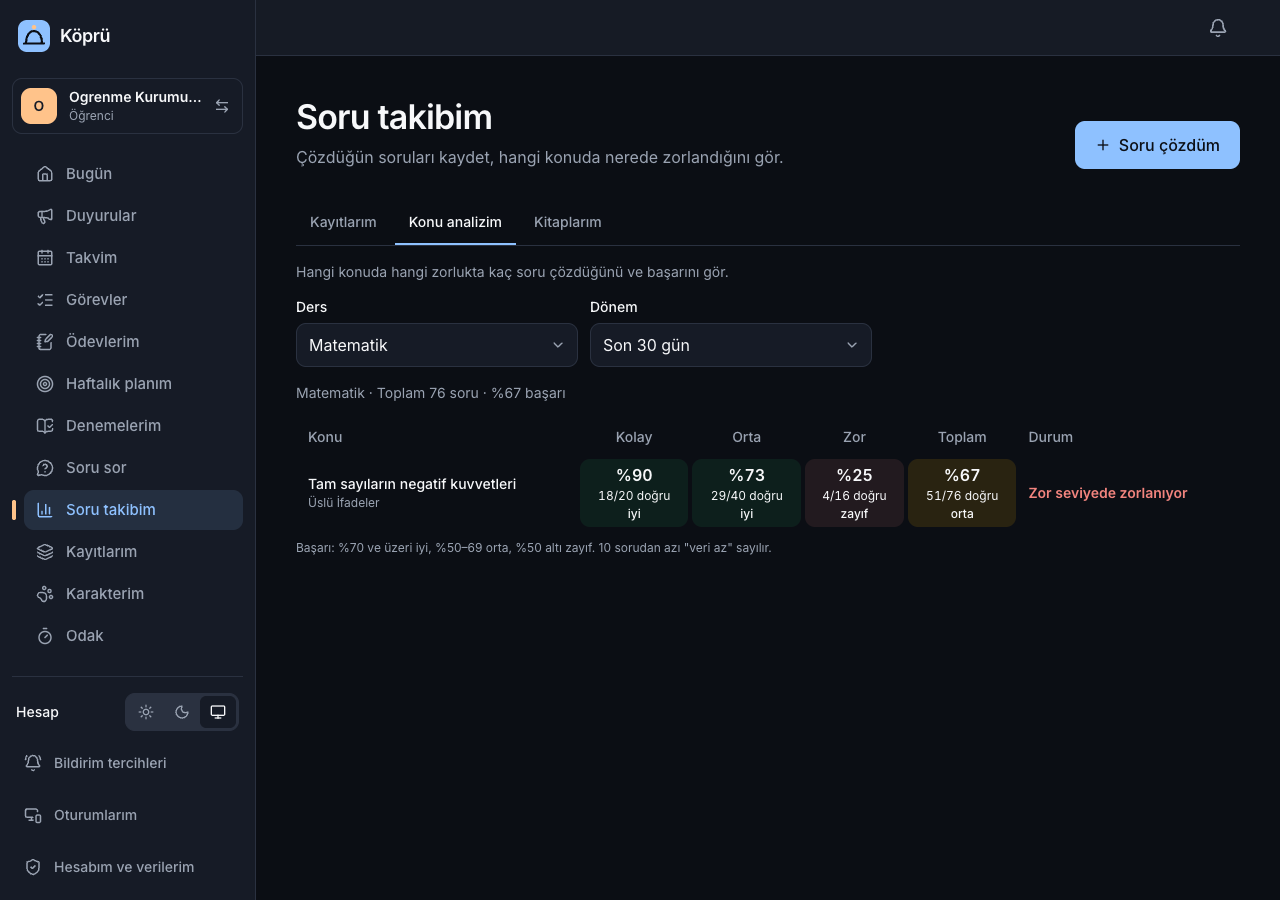 Köprü
O
Ogrenme Kurumu...
Öğrenci
Bugün
Duyurular
Takvim
Görevler
Ödevlerim
Haftalık planım
Denemelerim
Soru sor
Soru takibim
Kayıtlarım
Karakterim
Odak
Hesap
Bildirim tercihleri
Oturumlarım
Hesabım ve verilerim
Soru takibim
Çözdüğün soruları kaydet, hangi konuda nerede zorlandığını gör.
+ Soru çözdüm
Kayıtlarım Konu analizim Kitaplarım
Hangi konuda hangi zorlukta kaç soru çözdüğünü ve başarını gör.
Ders Dönem
Matematik Son 30 gün
Matematik · Toplam 76 soru · %67 başarı
Konu Kolay Orta Zor Toplam Durum
Tam sayıların negatif kuvvetleri
Üslü İfadeler
%90 %73 %25 %67
18/20 doğru 29/40 doğru 4/16 doğru 51/76 doğru
iyi iyi zayıf orta
Zor seviyede zorlanıyor
Başarı: %70 ve üzeri iyi, %50–69 orta, %50 altı zayıf. 10 sorudan azı "veri az" sayılır.